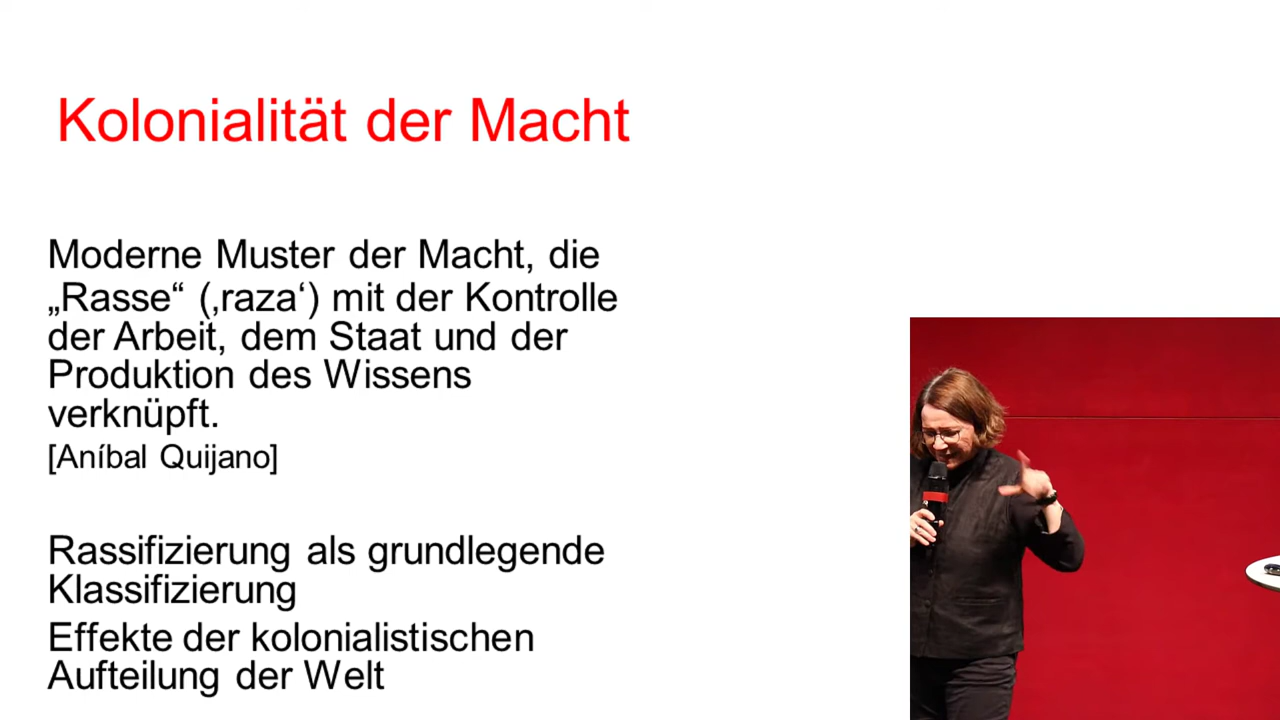 Kolonialität der Macht
Moderne Muster der Macht, die
„Rasse“ (‚raza‘) mit der Kontrolle
der Arbeit, dem Staat und der
Produktion des Wissens
verknüpft.
[Aníbal Quijano]
Rassifizierung als grundlegende
Klassifizierung
Effekte der kolonialistischen
Aufteilung der Welt